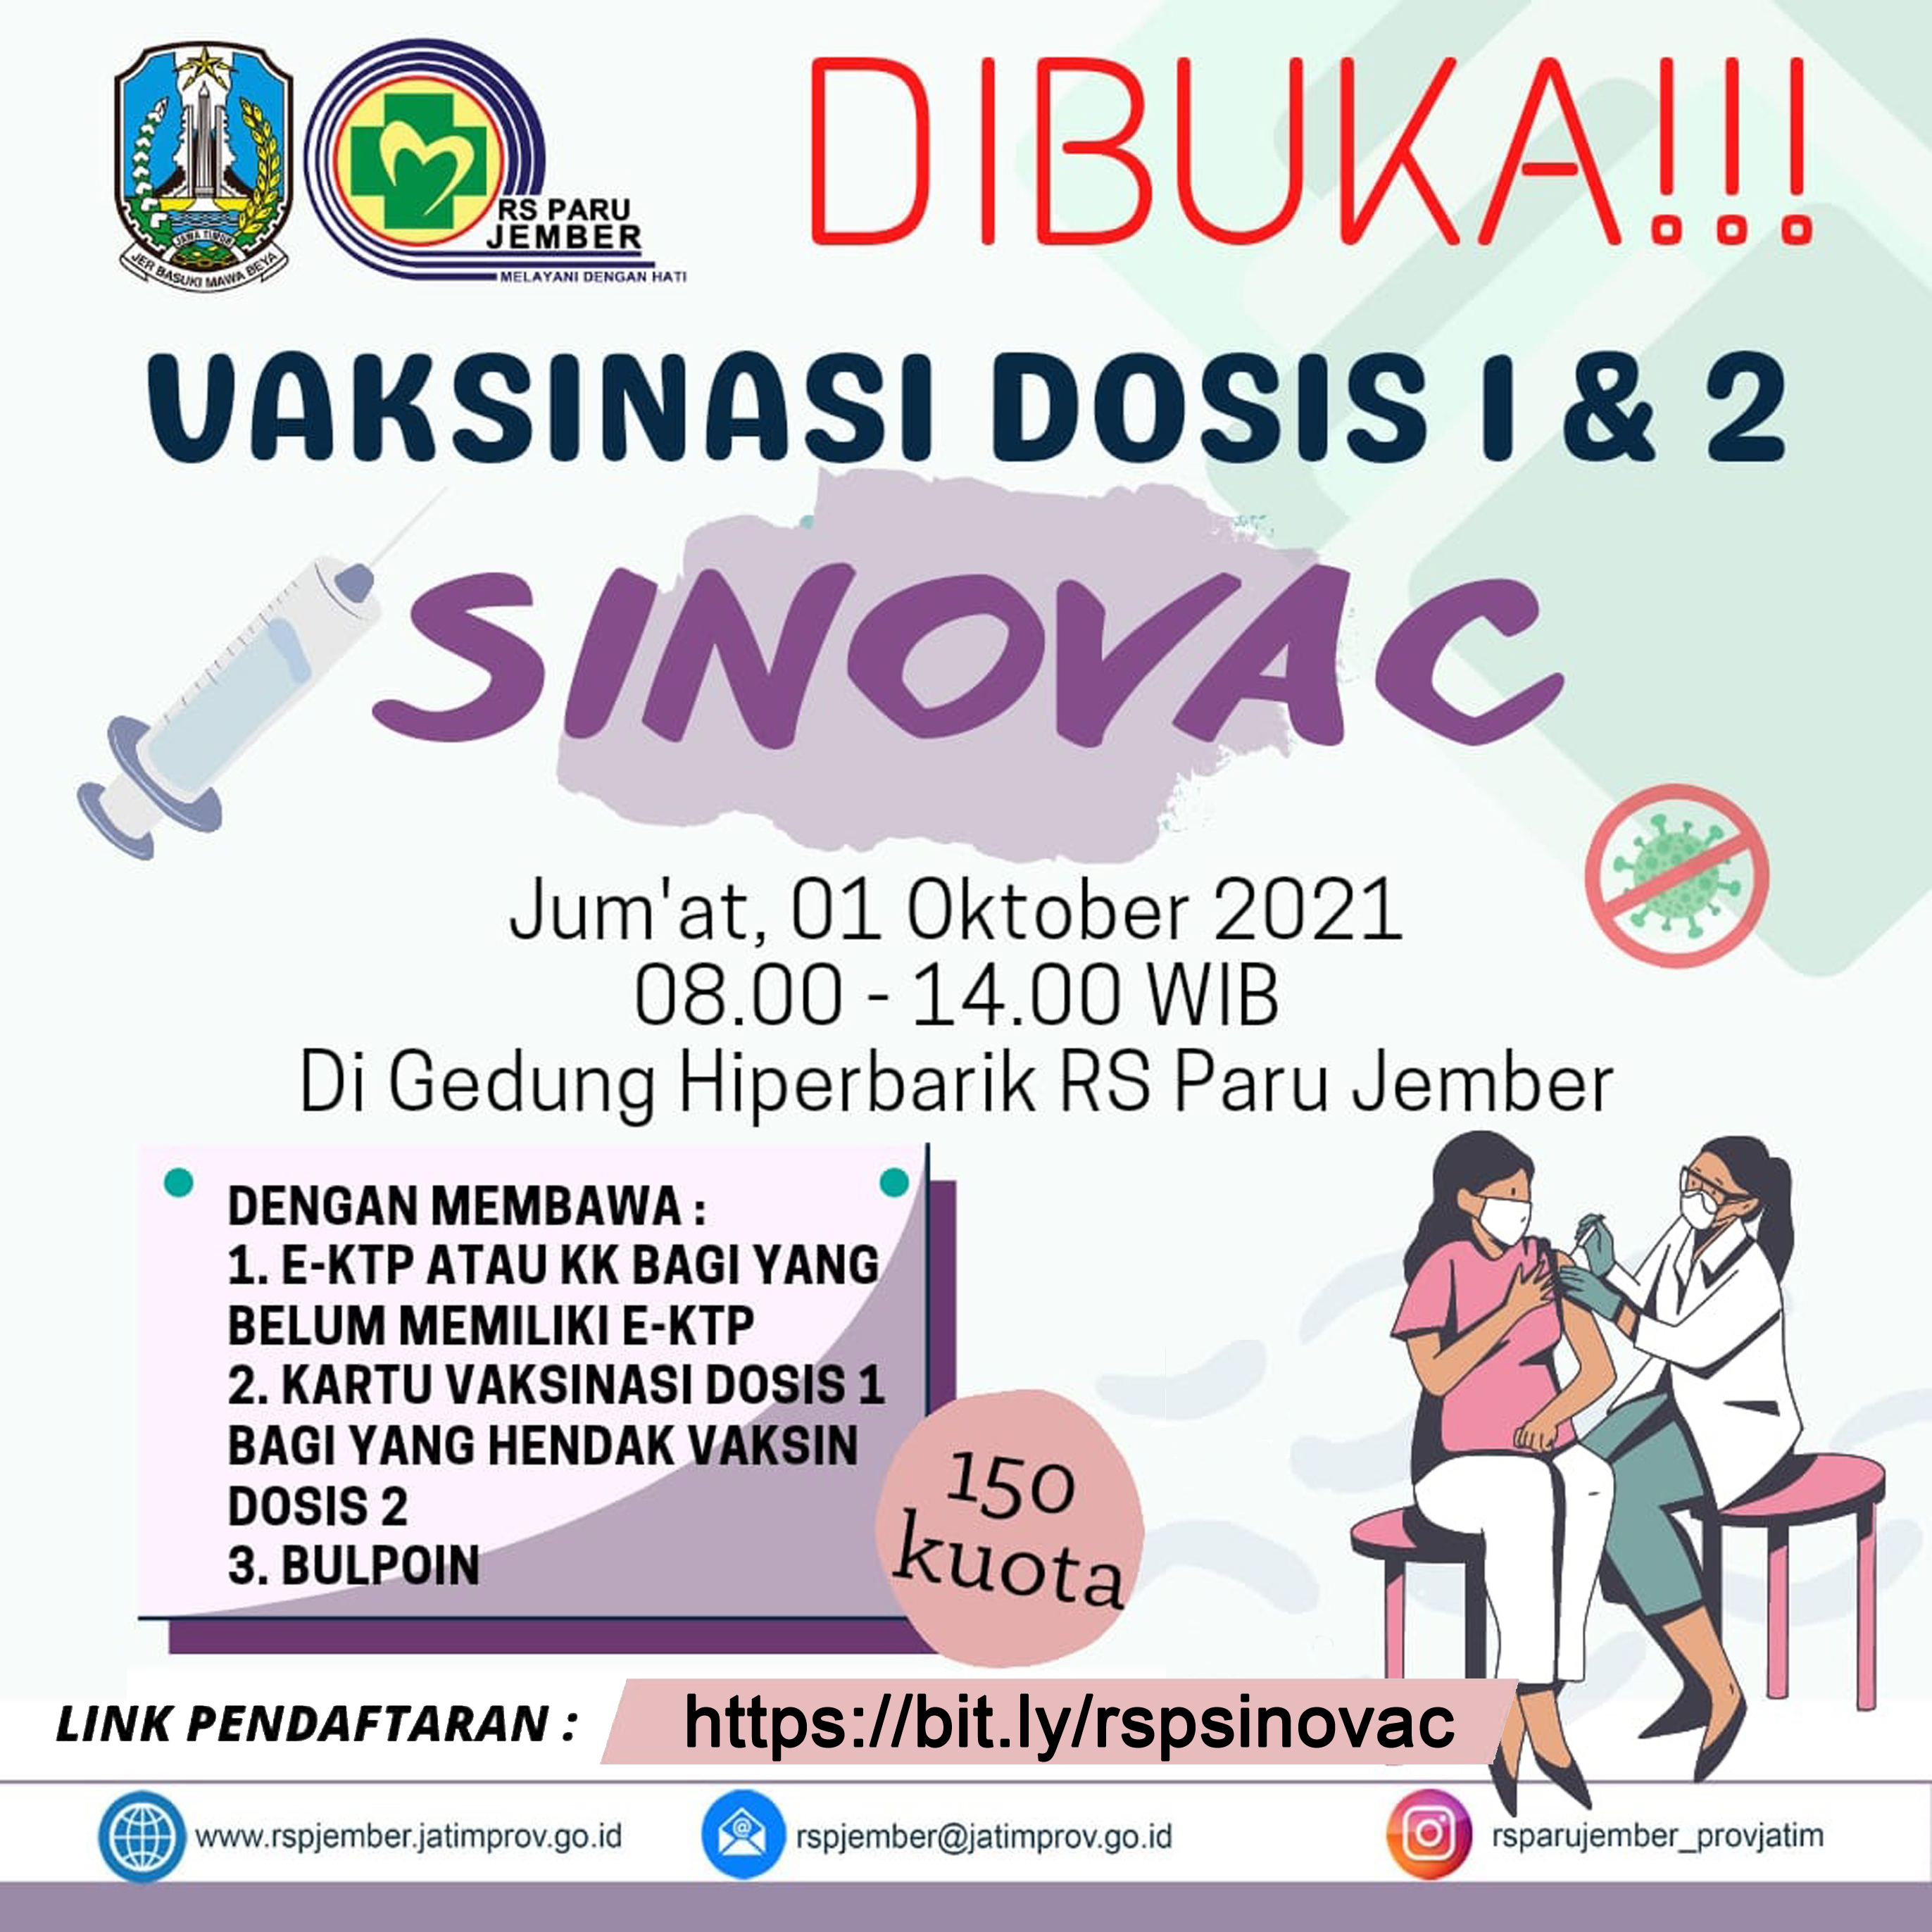 JAWA TIMUR
JER BASUKI MAWA BEYA
RS PARU
JEMBER
MELAYANI DENGAN HATI
DIBUKA!!!
VAKSINASI DOSIS 1 & 2
SINOVAC
Jum'at, 01 Oktober 2021
08.00 - 14.00 WIB
Di Gedung Hiperbarik RS Paru Jember
DENGAN MEMBAWA :
1. E-KTP ATAU KK BAGI YANG
BELUM MEMILIKI E-KTP
2. KARTU VAKSINASI DOSIS 1
BAGI YANG HENDAK VAKSIN
DOSIS 2
3. BULPOIN
150
kuota
LINK PENDAFTARAN : https://bit.ly/rspsinovac
www.rspjember.jatimprov.go.id rspjember@jatimprov.go.id rsparujember_provjatim